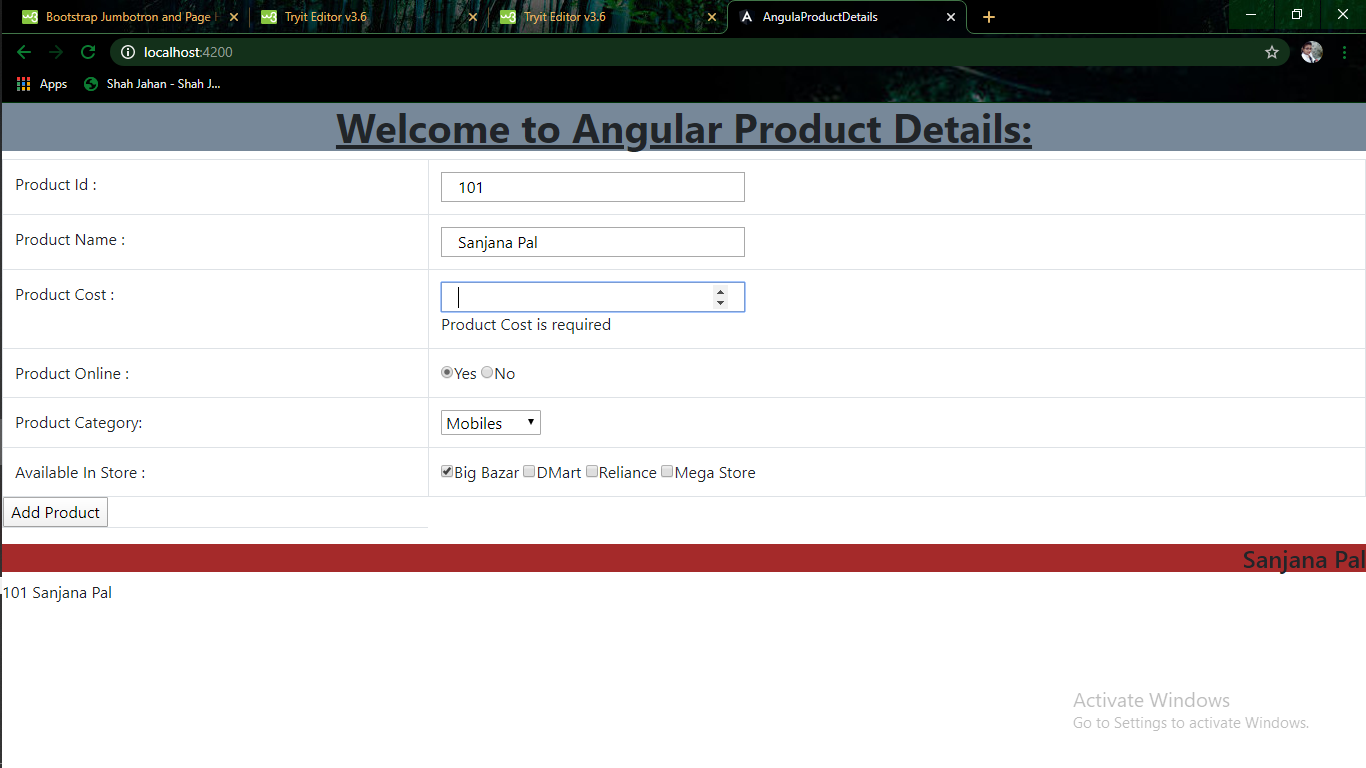 Bootstrap Jumbotron and Page H
Tryit Editor v3.6
Tryit Editor v3.6
AngulaProductDetails
localhost:4200
Apps
Shah Jahan - Shah J...
Welcome to Angular Product Details:
Product Id :
101
Product Name :
Sanjana Pal
Product Cost :
Product Cost is required
Product Online :
Yes No
Product Category:
Mobiles
Available In Store :
Big Bazar DMart Reliance Mega Store
Add Product
Sanjana Pal
101 Sanjana Pal
Activate Windows
Go to Settings to activate Windows.